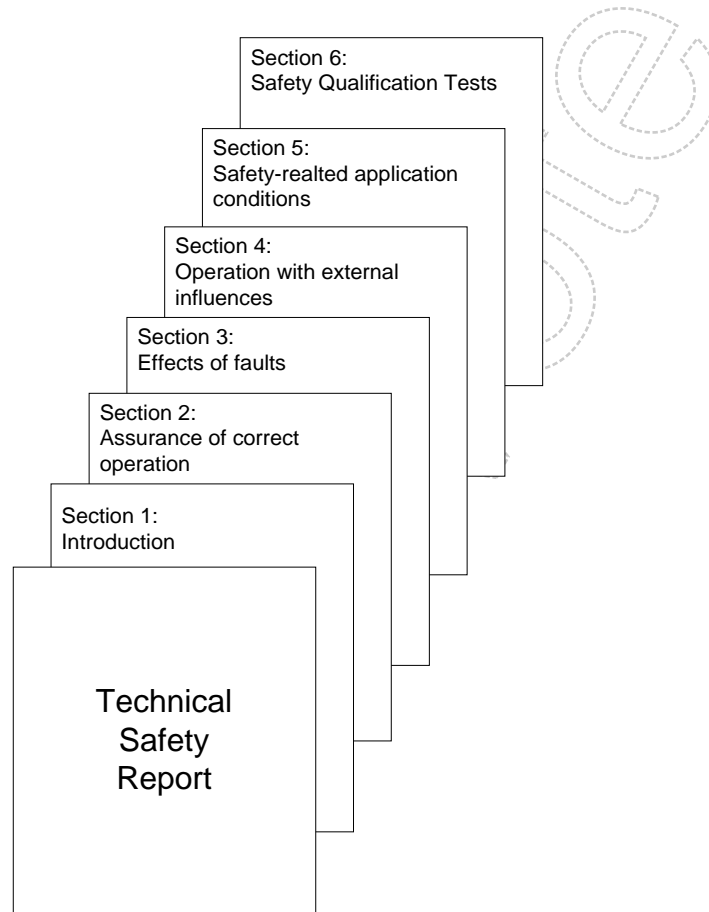 Section 6:
Safety Qualification Tests
Section 5:
Safety-realted application
conditions
Section 4:
Operation with external
influences
Section 3:
Effects of faults
Section 2:
Assurance of correct
operation
Section 1:
Introduction
Technical
Safety
Report